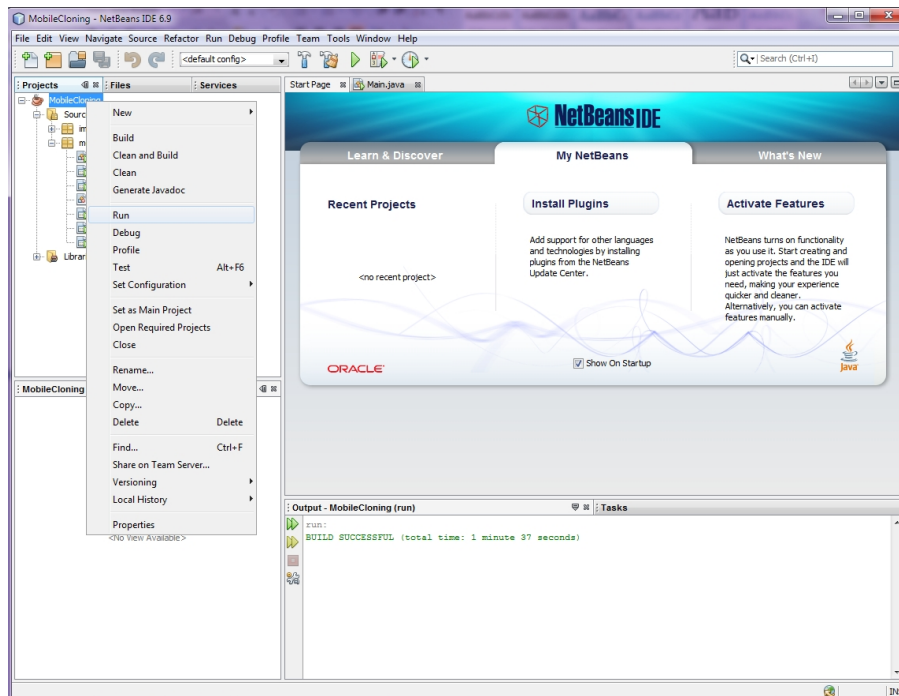 MobileCloning - NetBeans IDE 6.9
File Edit View Navigate Source Refactor Run Debug Profile Team Tools Window Help
<default config>
Search (Ctrl+I)
Projects
Files
Services
Start Page
Main.java
MobileCloning
Sourc
im
m
Librar
New
Build
Clean and Build
Clean
Generate Javadoc
Run
Debug
Profile
Test Alt+F6
Set Configuration
Set as Main Project
Open Required Projects
Close
Rename...
Move...
Copy...
Delete Delete
Find... Ctrl+F
Share on Team Server...
Versioning
Local History
Properties
MobileCloning
<No View Available>
NetBeans IDE
Learn & Discover
My NetBeans
What's New
Recent Projects
<no recent project>
Install Plugins
Add support for other languages
and technologies by installing
plugins from the NetBeans
Update Center.
Activate Features
NetBeans turns on functionality
as you use it. Start creating and
opening projects and the IDE will
just activate the features you
need, making your experience
quicker and cleaner.
Alternatively, you can activate
features manually.
ORACLE
Show On Startup
Java
Output - MobileCloning (run)
Tasks
run:
BUILD SUCCESSFUL (total time: 1 minute 37 seconds)
IN